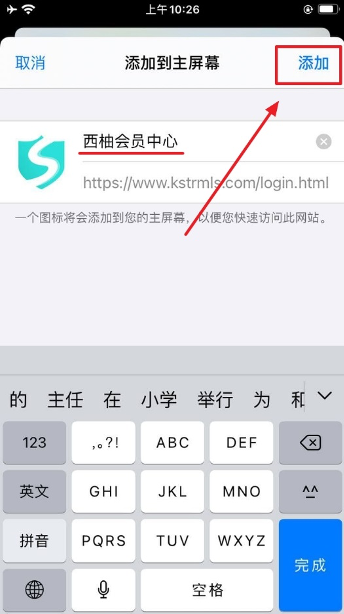 上午 10:26
取消 添加到主屏幕 添加
西柚会员中心
https://www.kstrmls.com/login.html
一个图标将会添加到您的主屏幕，以便您快速访问此网站。
的 主任 在 小学 举行 为 和
123 ,。?! ABC DEF
英文 GHI JKL MNO ^^
拼音 PQRS TUV WXYZ 完成
空格